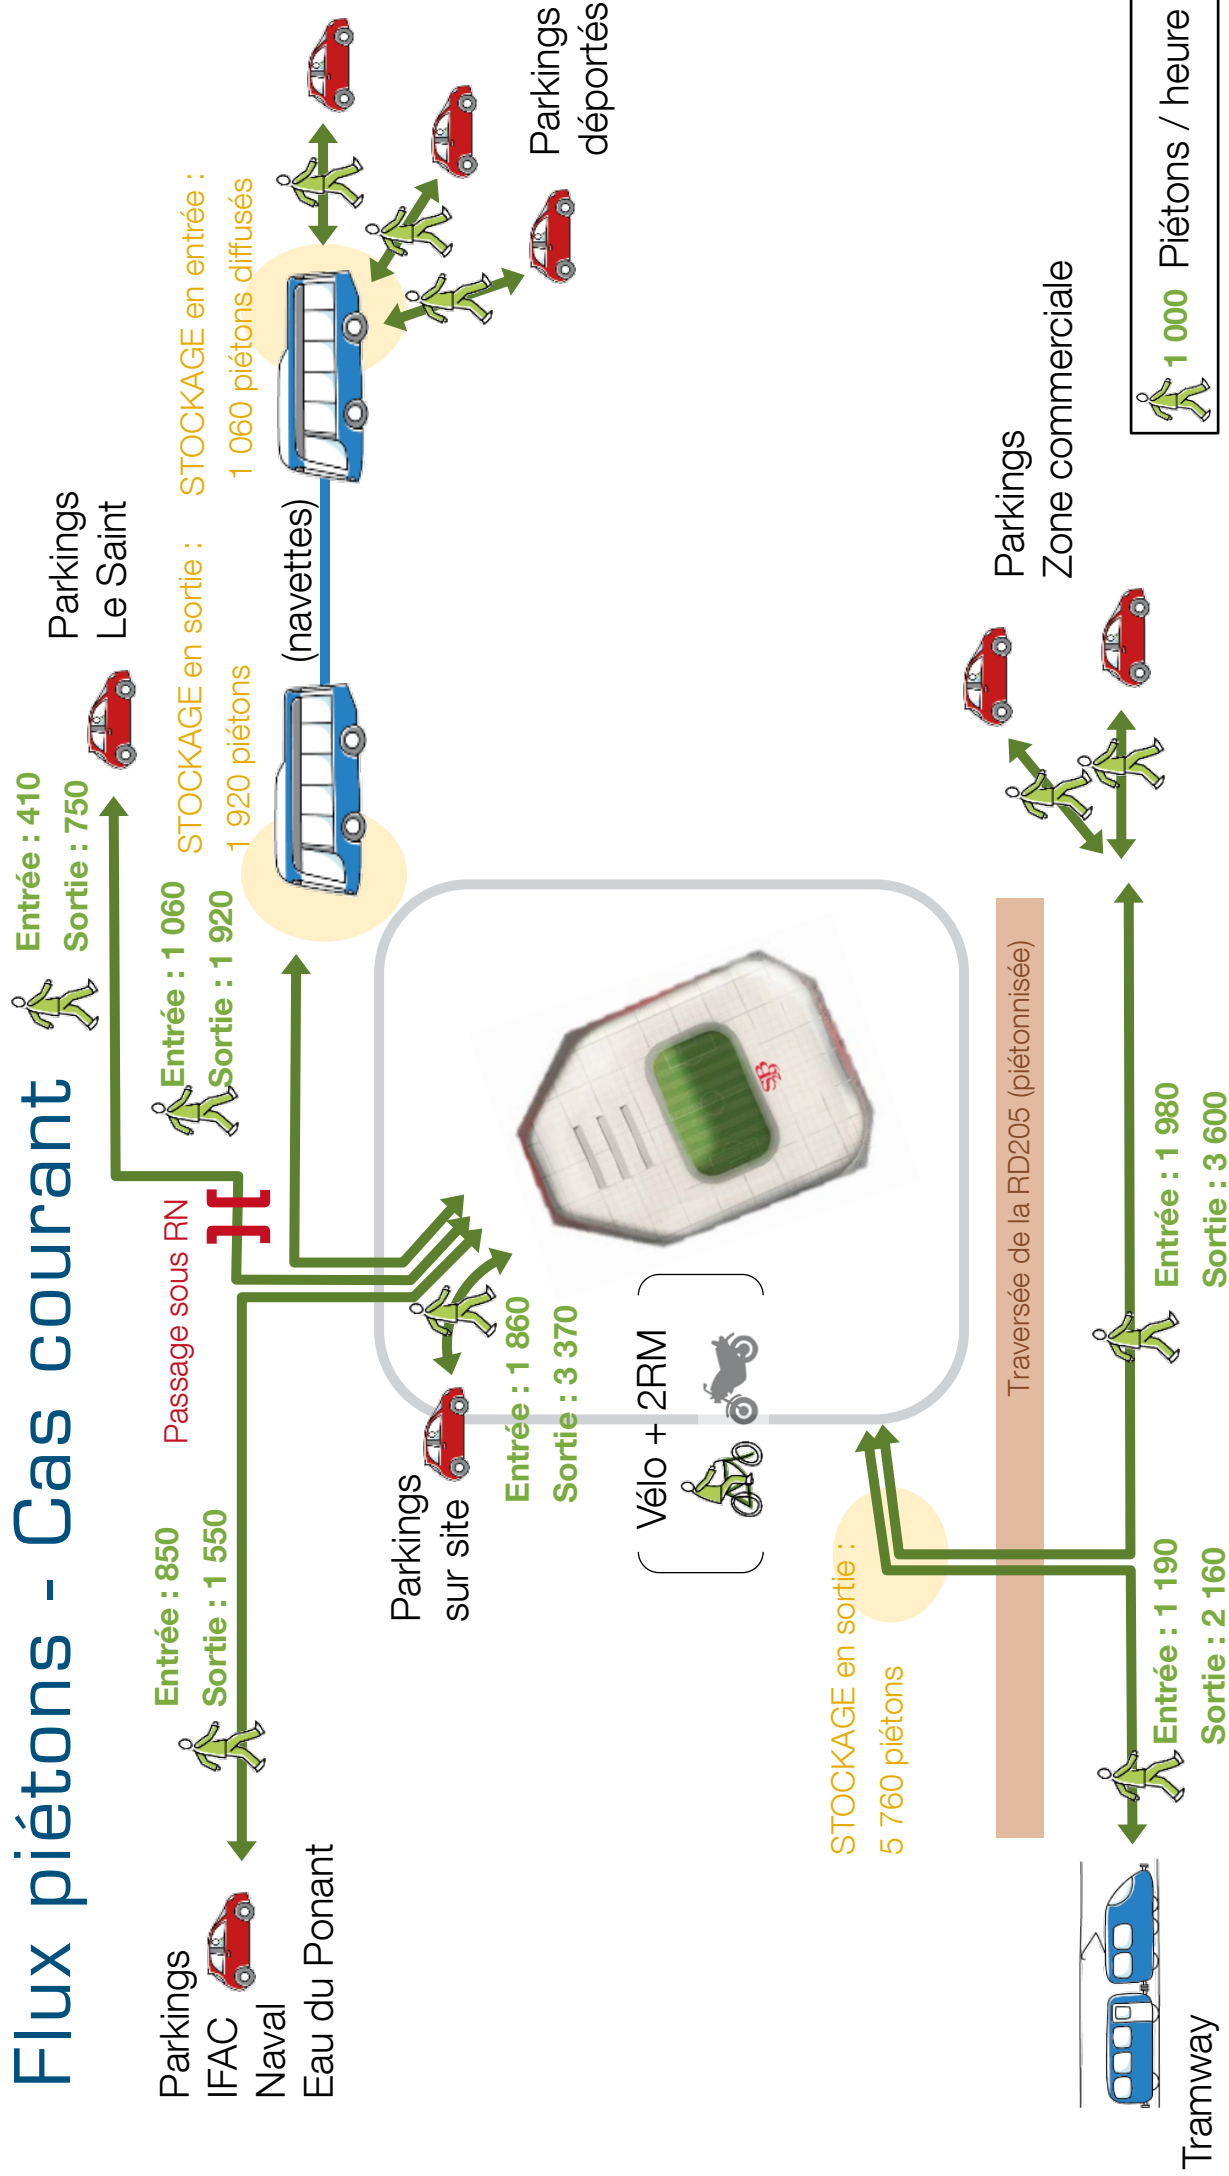 Flux piétons - Cas courant
Entrée : 410
Sortie : 750
Parkings
Le Saint
Parkings
IFAC
Naval
Eau du Ponant
Entrée : 850
Sortie : 1 550
Passage sous RN
Entrée : 1 060
Sortie : 1 920
STOCKAGE en sortie :
1 920 piétons
(navettes)
STOCKAGE en entrée :
1 060 piétons diffusés
Parkings
déportés
Parkings
sur site
Entrée : 1 860
Sortie : 3 370
Vélo + 2RM
SB
STOCKAGE en sortie :
5 760 piétons
Traversée de la RD205 (piétonnisée)
Parkings
Zone commerciale
Tramway
Entrée : 1 190
Sortie : 2 160
Entrée : 1 980
Sortie : 3 600
1 000 Piétons / heure